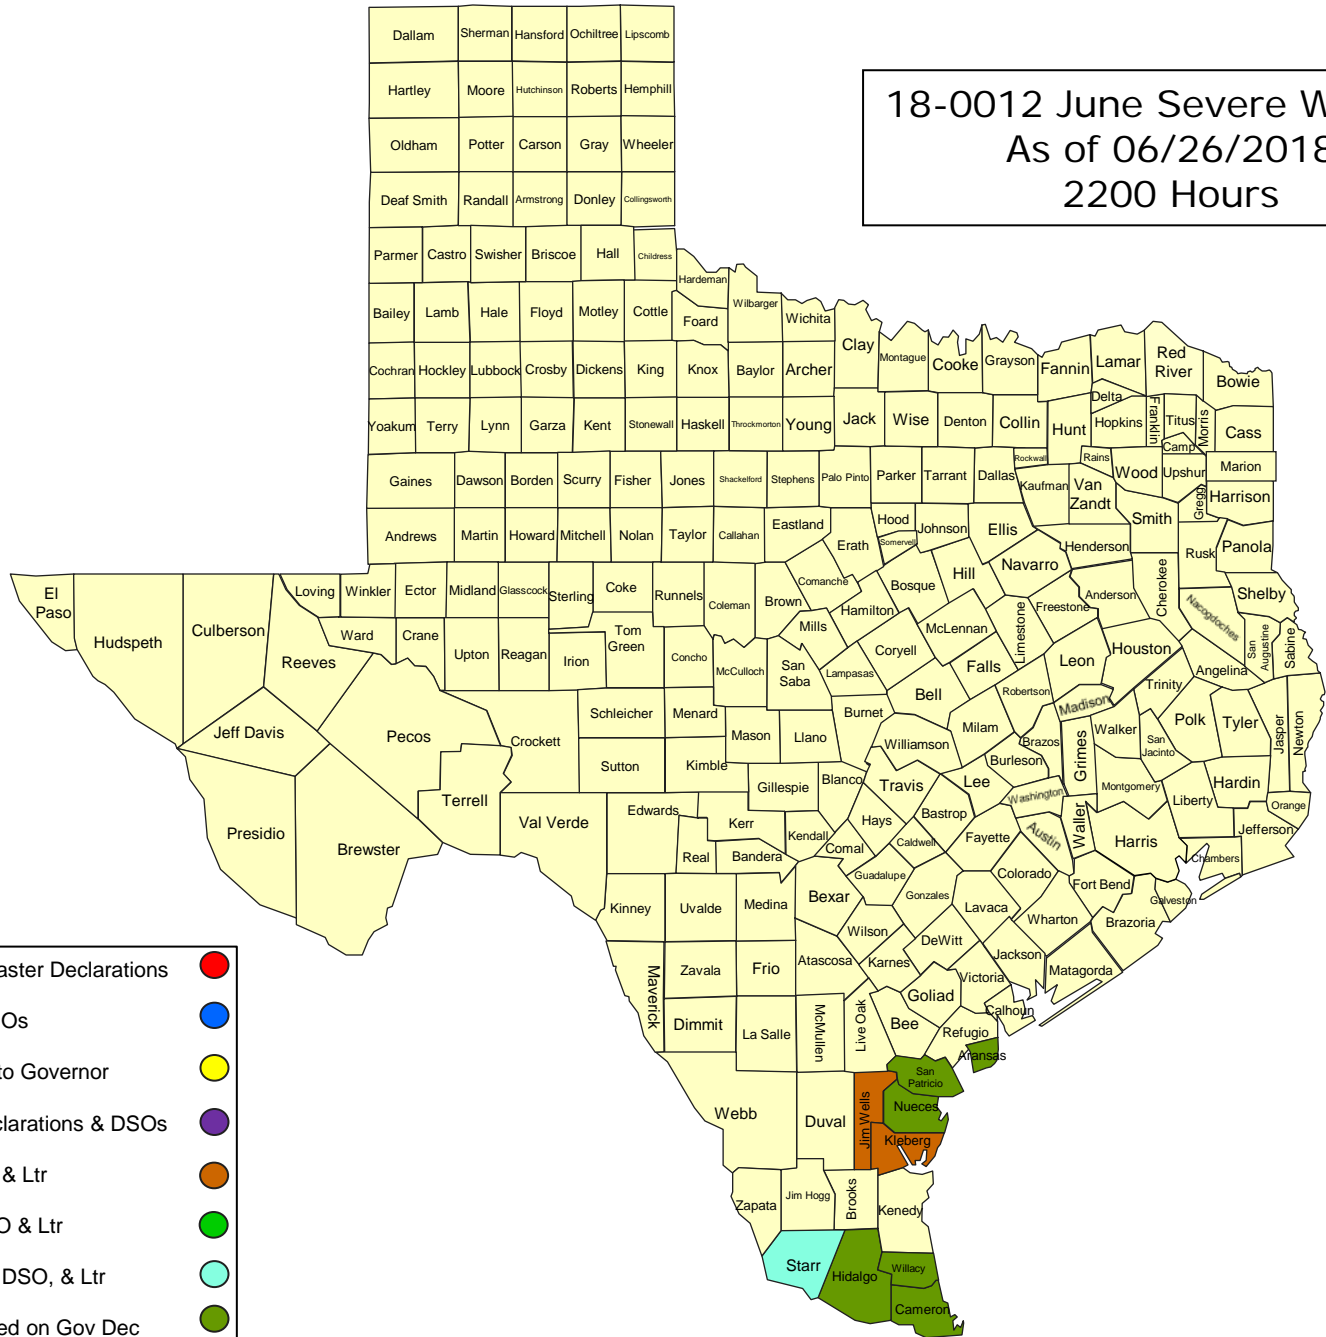 Dallam Sherman Hansford Ochiltree Lipscomb
18-0012 June Severe W
As of 06/26/2018
2200 Hours
Hartley Moore Hutchinson Roberts Hemphill
Oldham Potter Carson Gray Wheeler
Deaf Smith Randall Armstrong Donley Collingsworth
Parmer Castro Swisher Briscoe Hall Childress
Hardeman
Bailey Lamb Hale Floyd Motley Cottle Foard Wilbarger Wichita
Clay Montague Cooke Grayson Fannin Lamar Red
River Bowie
Cochran Hockley Lubbock Crosby Dickens King Knox Baylor Archer
Delta
Yoakum Terry Lynn Garza Kent Stonewall Haskell Throckmorton Young Jack Wise Denton Collin Hunt Hopkins Franklin Titus Morris Cass
Camp
Gaines Dawson Borden Scurry Fisher Jones Shackelford Stephens Palo Pinto Parker Tarrant Dallas Rockwall Kaufman Rains Van
Zandt Wood Upshur Marion
Gregg Harrison
Andrews Martin Howard Mitchell Nolan Taylor Callahan Eastland Erath Hood Somervell Johnson Ellis Henderson Smith Rusk Panola
El
Paso Hudspeth Culberson Reeves Loving Winkler Ector Midland Glasscock Sterling Coke Runnels Coleman Brown Comanche Hamilton Bosque Hill Navarro Freestone Anderson Cherokee Nacogdoches Shelby
Ward Crane Upton Reagan Irion Tom
Green Concho McCulloch San
Saba Mills Lampasas Coryell McLennan Limestone Falls Leon Houston Angelina San
Augustine Sabine
Jeff Davis Pecos Crockett Schleicher Menard Mason Llano Burnet Bell Milam Robertson Madison Trinity Walker San
Jacinto Polk Tyler Jasper Newton
Terrell Sutton Kimble Gillespie Blanco Williamson Travis Lee Burleson Brazos Grimes Washington Montgomery Liberty Hardin Orange
Presidio Brewster Val Verde Edwards Kerr Real Bandera Kendall Comal Hays Caldwell Bastrop Fayette Austin Waller Harris Chambers Jefferson
Kinney Uvalde Medina Bexar Guadalupe Gonzales Lavaca Colorado Wharton Fort Bend Brazoria Galveston
Maverick Zavala Frio Atascosa Wilson Karnes DeWitt Jackson Matagorda Victoria
Dimmit La Salle McMullen Live Oak Bee Goliad Refugio Calhoun Aransas
Webb Duval Jim Wells San
Patricio Nueces Kleberg
Zapata Jim Hogg Brooks Kenedy
Starr Hidalgo Willacy Cameron
aster Declarations
Os
to Governor
clarations & DSOs
& Ltr
O & Ltr
DSO, & Ltr
ed on Gov Dec